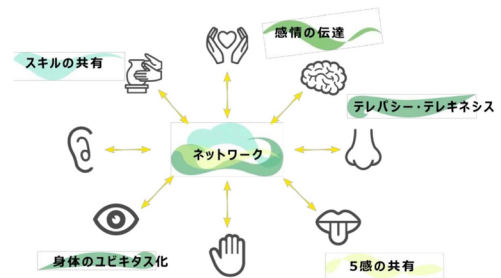 感情の伝達
スキルの共有
テレパシー・テレキネシス
ネットワーク
身体のユビキタス化
5感の共有